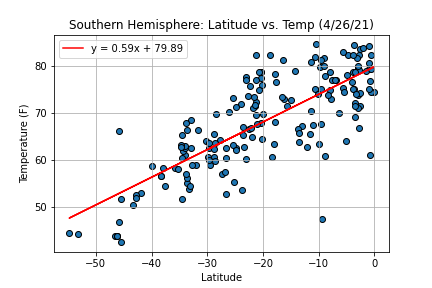 Southern Hemisphere: Latitude vs. Temp (4/26/21)
y = 0.59x + 79.89
80
70
60
50
Temperature (F)
−50 −40 −30 −20 −10 0
Latitude